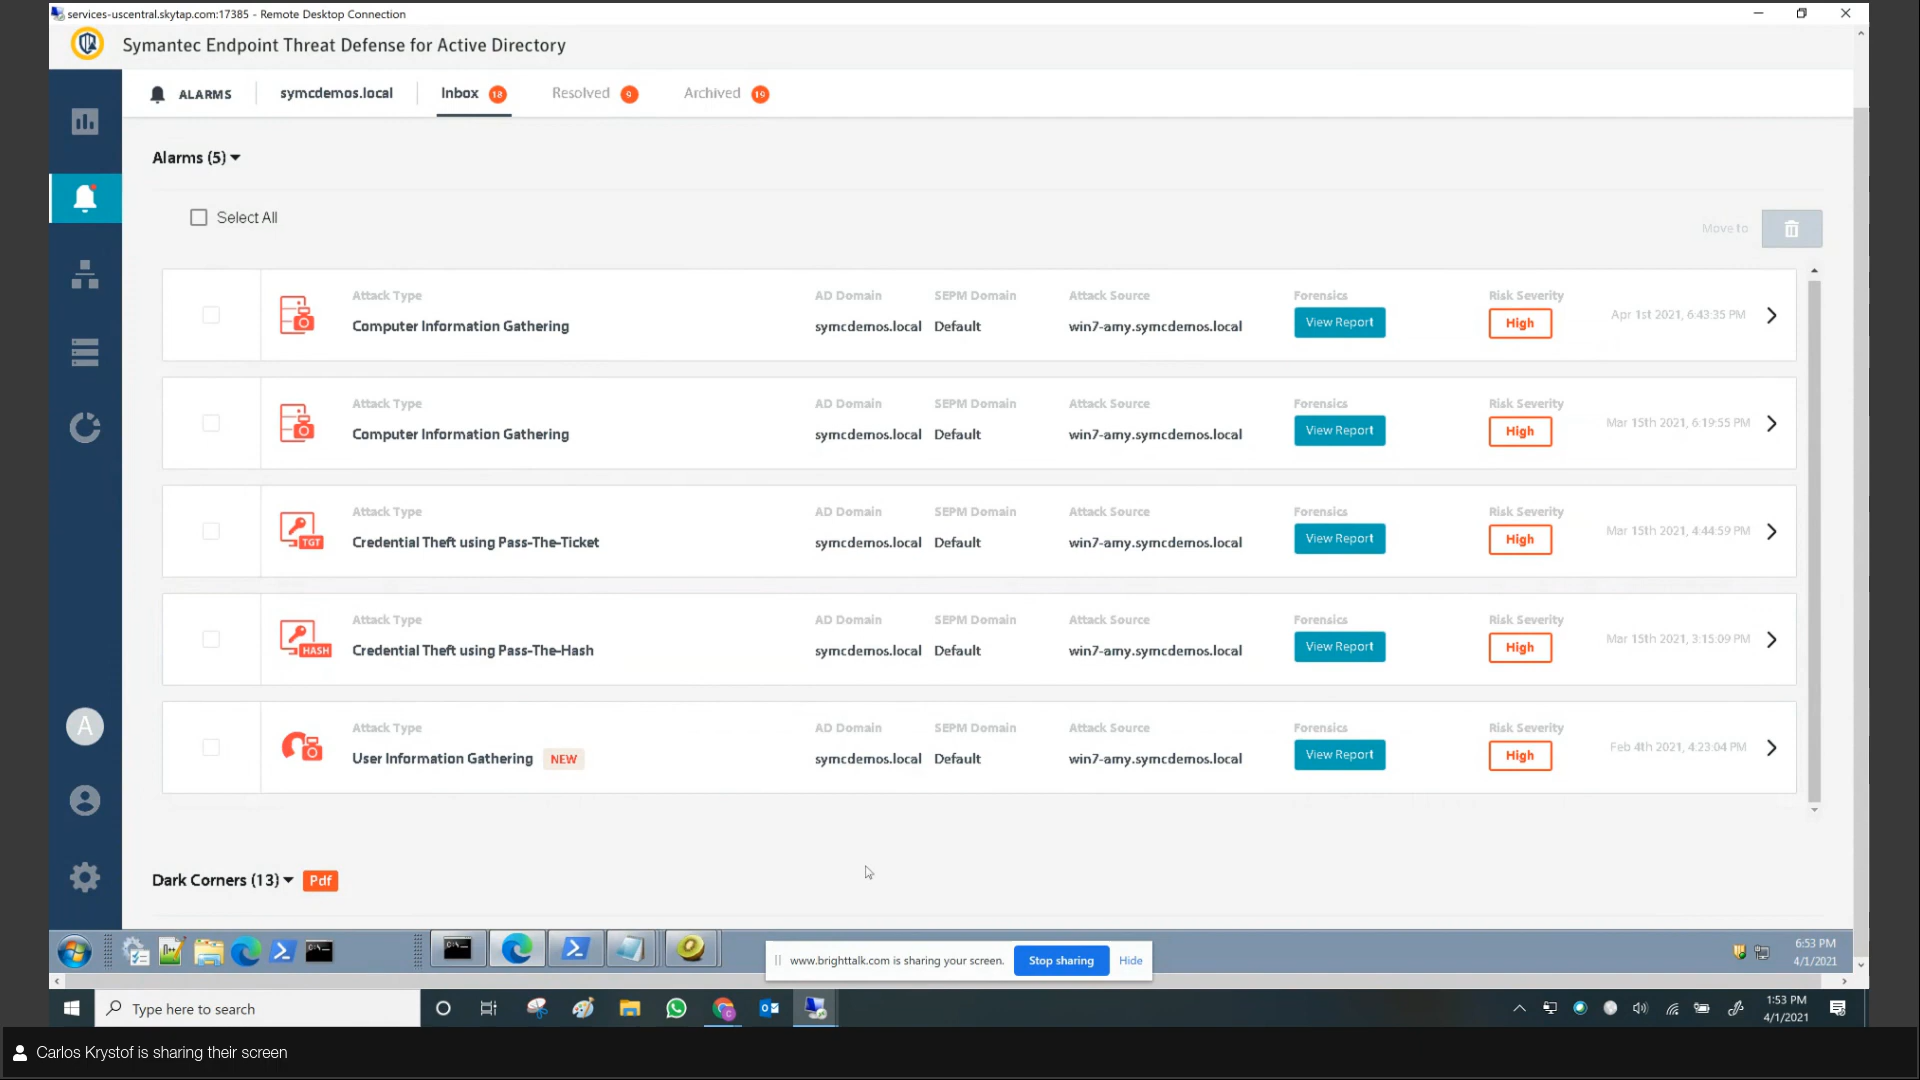 services-uscentral.skytap.com:17385 - Remote Desktop Connection
Symantec Endpoint Threat Defense for Active Directory
ALARMS symcdemos.local Inbox 18 Resolved 9 Archived 19
Alarms (5)
Select All
Move to
Attack Type AD Domain SEPM Domain Attack Source Forensics Risk Severity
Computer Information Gathering symcdemos.local Default win7-amy.symcdemos.local View Report High Apr 1st 2021, 6:43:35 PM
Attack Type AD Domain SEPM Domain Attack Source Forensics Risk Severity
Computer Information Gathering symcdemos.local Default win7-amy.symcdemos.local View Report High Mar 15th 2021, 6:19:55 PM
Attack Type AD Domain SEPM Domain Attack Source Forensics Risk Severity
TGT Credential Theft using Pass-The-Ticket symcdemos.local Default win7-amy.symcdemos.local View Report High Mar 15th 2021, 4:44:59 PM
Attack Type AD Domain SEPM Domain Attack Source Forensics Risk Severity
HASH Credential Theft using Pass-The-Hash symcdemos.local Default win7-amy.symcdemos.local View Report High Mar 15th 2021, 3:15:09 PM
Attack Type AD Domain SEPM Domain Attack Source Forensics Risk Severity
User Information Gathering NEW symcdemos.local Default win7-amy.symcdemos.local View Report High Feb 4th 2021, 4:23:04 PM
A
Dark Corners (13) Pdf
6:53 PM
4/1/2021
www.brighttalk.com is sharing your screen. Stop sharing Hide
Type here to search
1:53 PM
4/1/2021
Carlos Krystof is sharing their screen